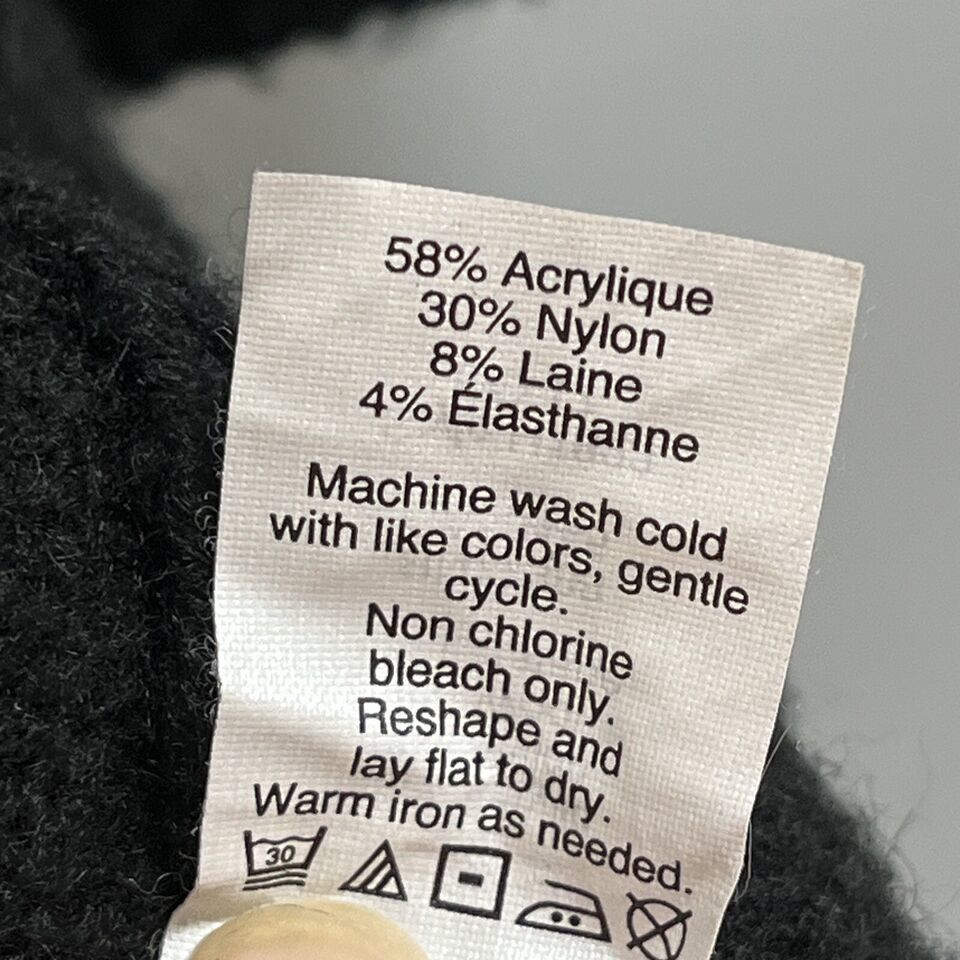 58% Acrylique
30% Nylon
8% Laine
4% Élasthanne
Machine wash cold
with like colors, gentle
cycle.
Non chlorine
bleach only.
Reshape and
lay flat to dry.
Warm iron as needed.
30